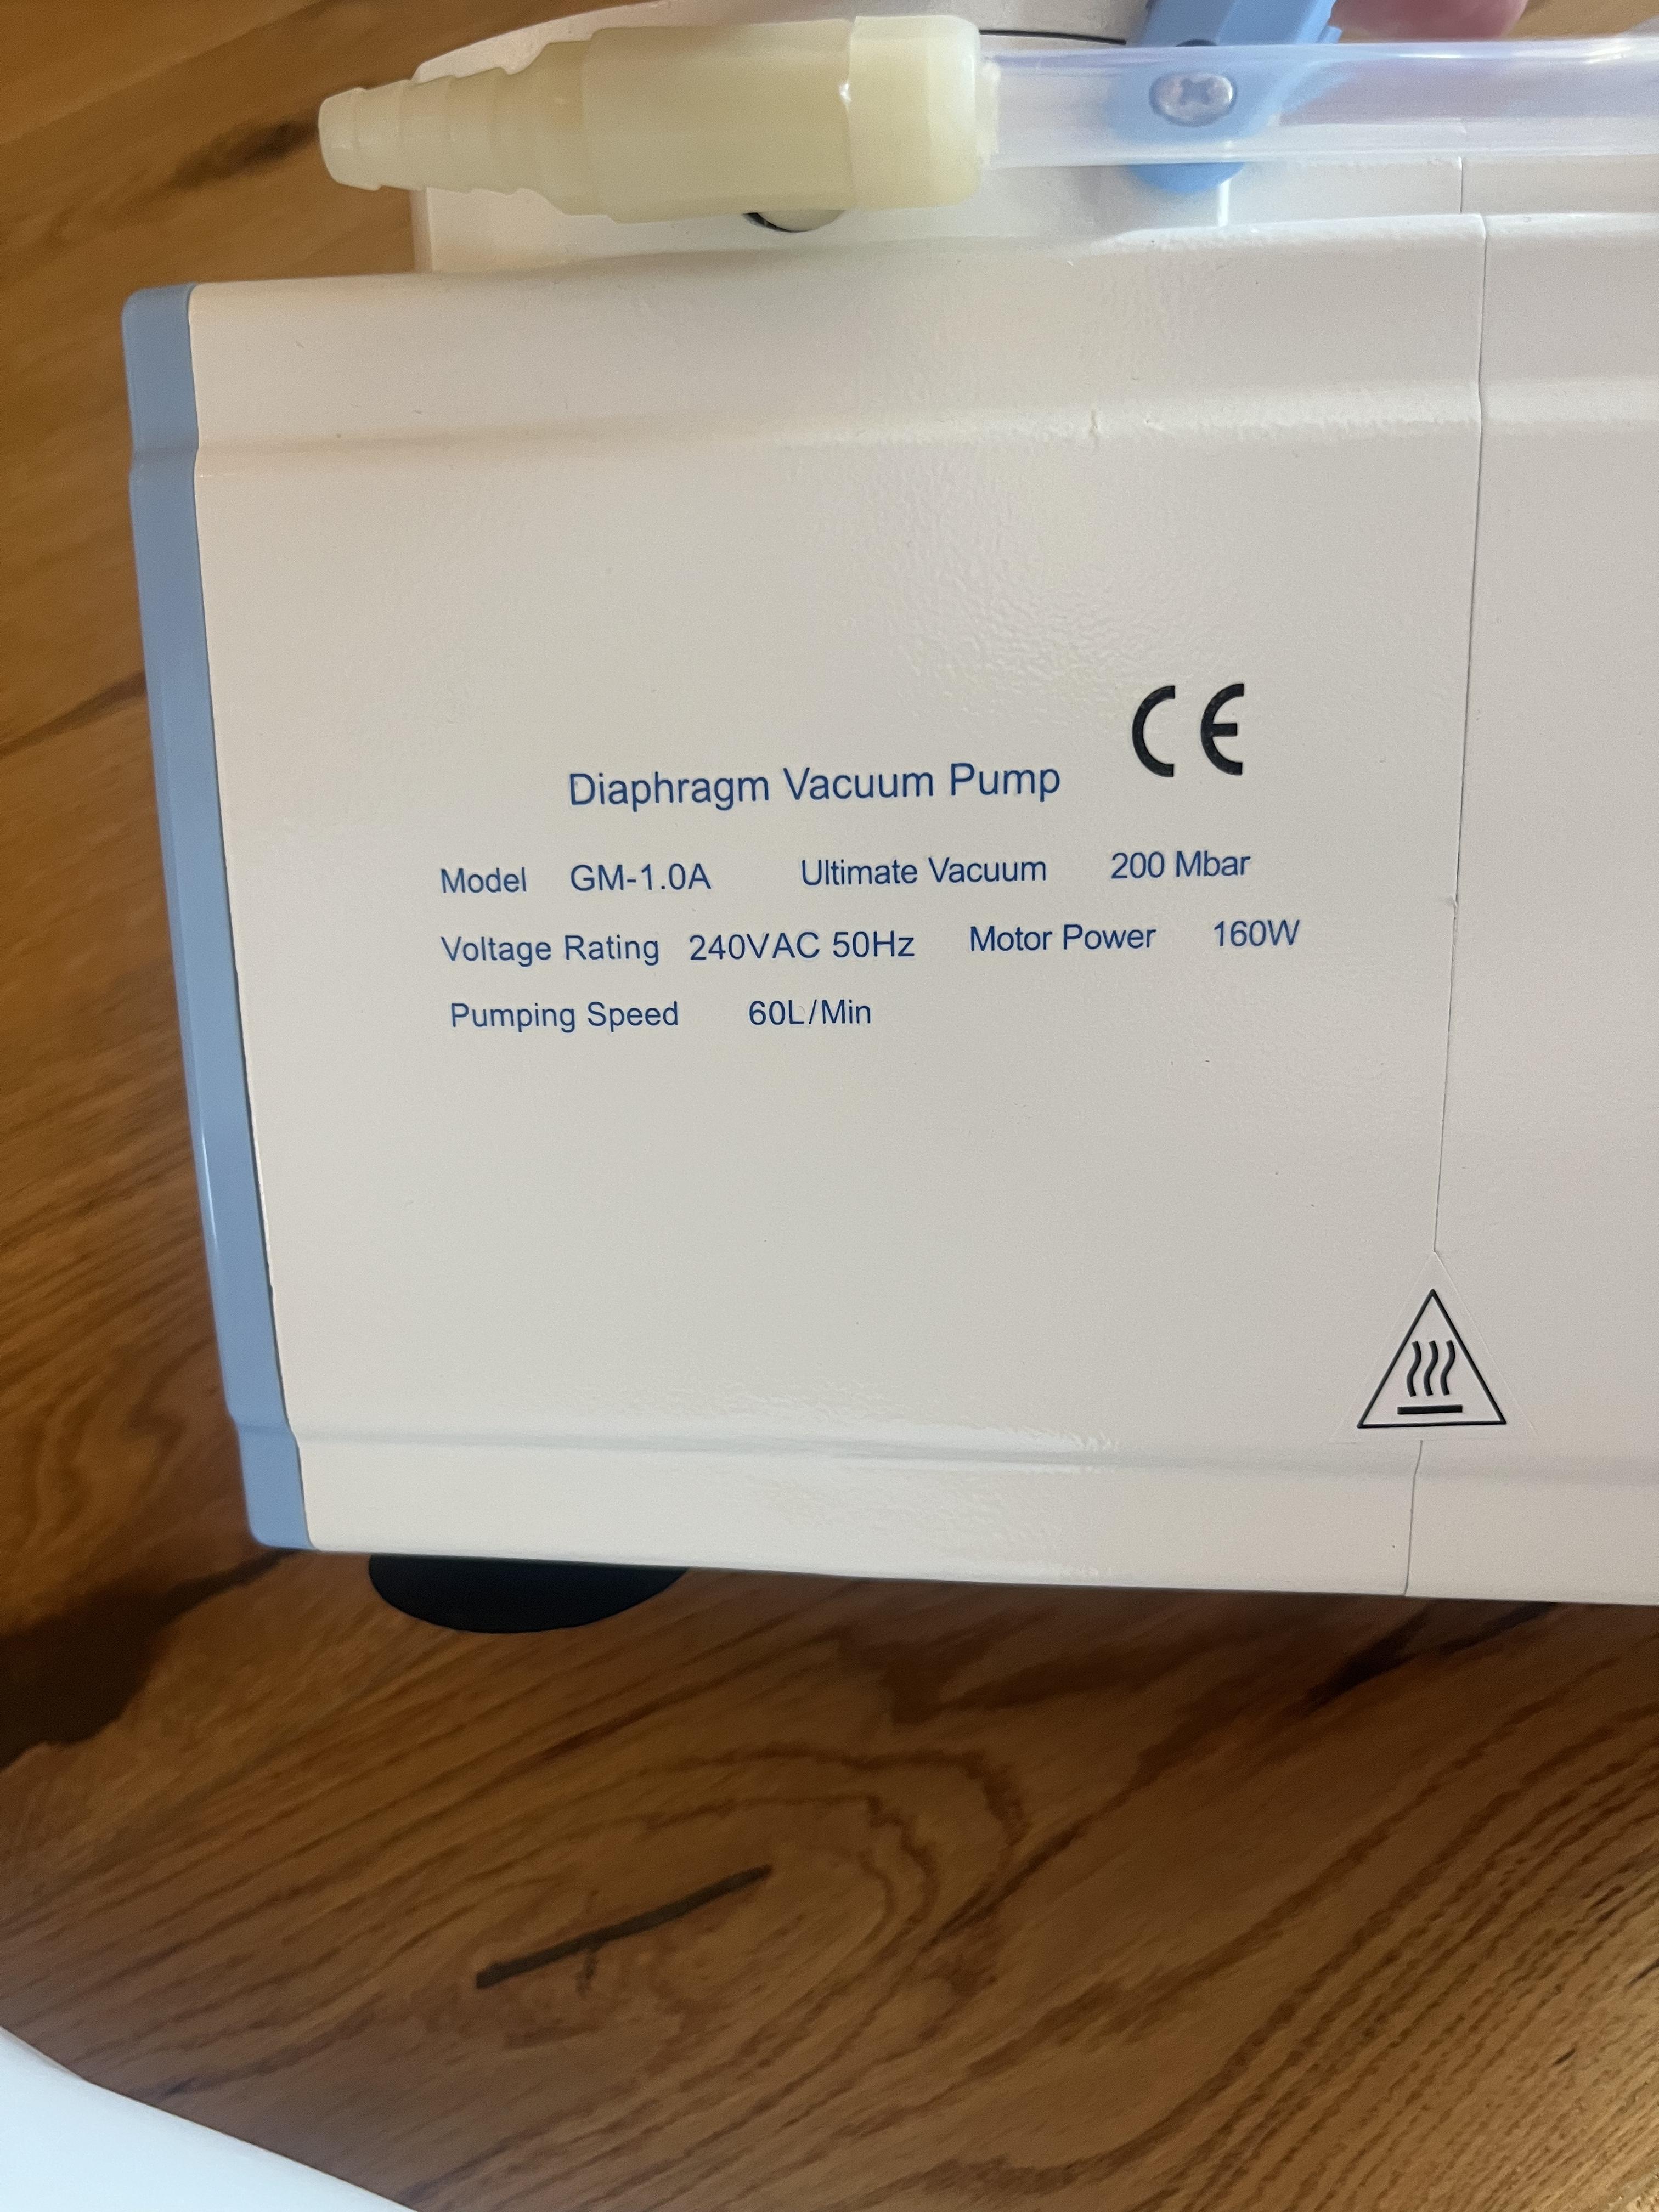 CE
Diaphragm Vacuum Pump
Model GM-1.0A Ultimate Vacuum 200 Mbar
Voltage Rating 240VAC 50Hz Motor Power 160W
Pumping Speed 60L/Min